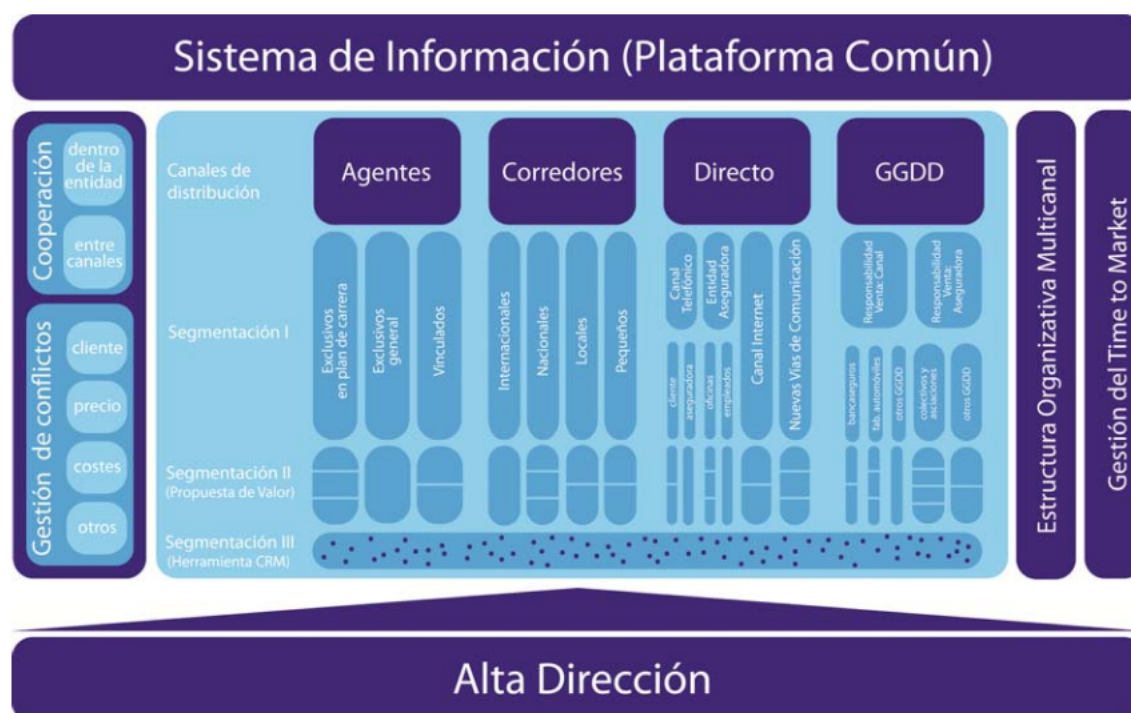 Sistema de Información (Plataforma Común)
Cooperación
dentro
de la
entidad
entre
canales
Gestión de conflictos
cliente
precio
costes
otros
Canales de
distribución
Agentes
Corredores
Directo
GGDD
Segmentación I
Exclusivos
en plan de carrera
Exclusivos
general
Vinculados
Internacionales
Nacionales
Locales
Pequeños
Canal
Telefónico
Entidad
Aseguradora
cliente
aseguradora
oficinas
empleados
Canal Internet
Nuevas Vias de Comunicación
Responsabilidad
Venta: Canal
Responsabilidad
Venta:
Aseguradora
bancaseguros
fab. automóviles
otros GGDD
colectivos y
asciaciones
otros GGDD
Segmentación II
(Propuesta de Valor)
Segmentación III
(Herramienta CRM)
Estructura Organizativa Multicanal
Gestión del Time to Market
Alta Dirección